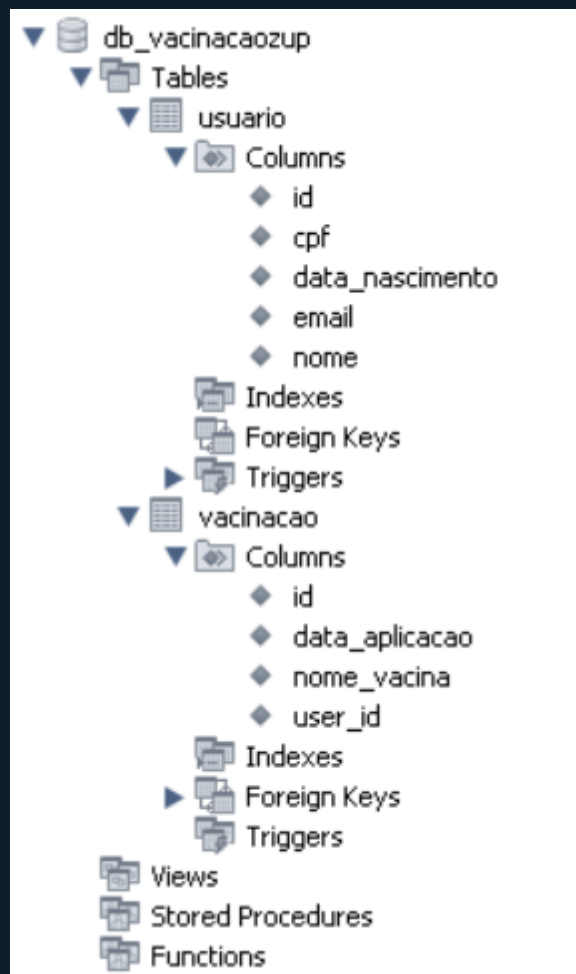 db_vacinacaozup
Tables
usuario
Columns
id
cpf
data_nascimento
email
nome
Indexes
Foreign Keys
Triggers
vacinacao
Columns
id
data_aplicacao
nome_vacina
user_id
Indexes
Foreign Keys
Triggers
Views
Stored Procedures
Functions